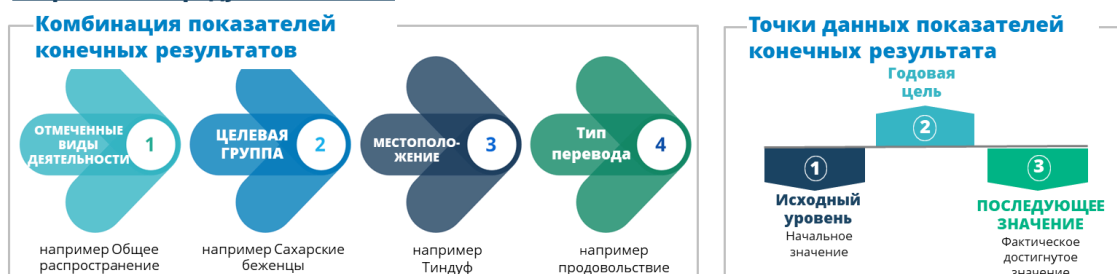 Комбинация показателей
конечных результатов
ОТМЕЧЕННЫЕ
ВИДЫ
ДЕЯТЕЛЬНОСТИ
1
ЦЕЛЕВАЯ
ГРУППА
2
МЕСТОПОЛО-
ЖЕНИЕ
3
Тип
перевода
4
например Общее
распространение
например Сахарские
беженцы
например
Тиндуф
например
продовольствие
Точки данных показателей
конечных результата
Годовая
цель
2
1
3
Исходный
уровень
Начальное
значение
ПОСЛЕДУЮЩЕЕ
ЗНАЧЕНИЕ
Фактическое
достигнутое
значение